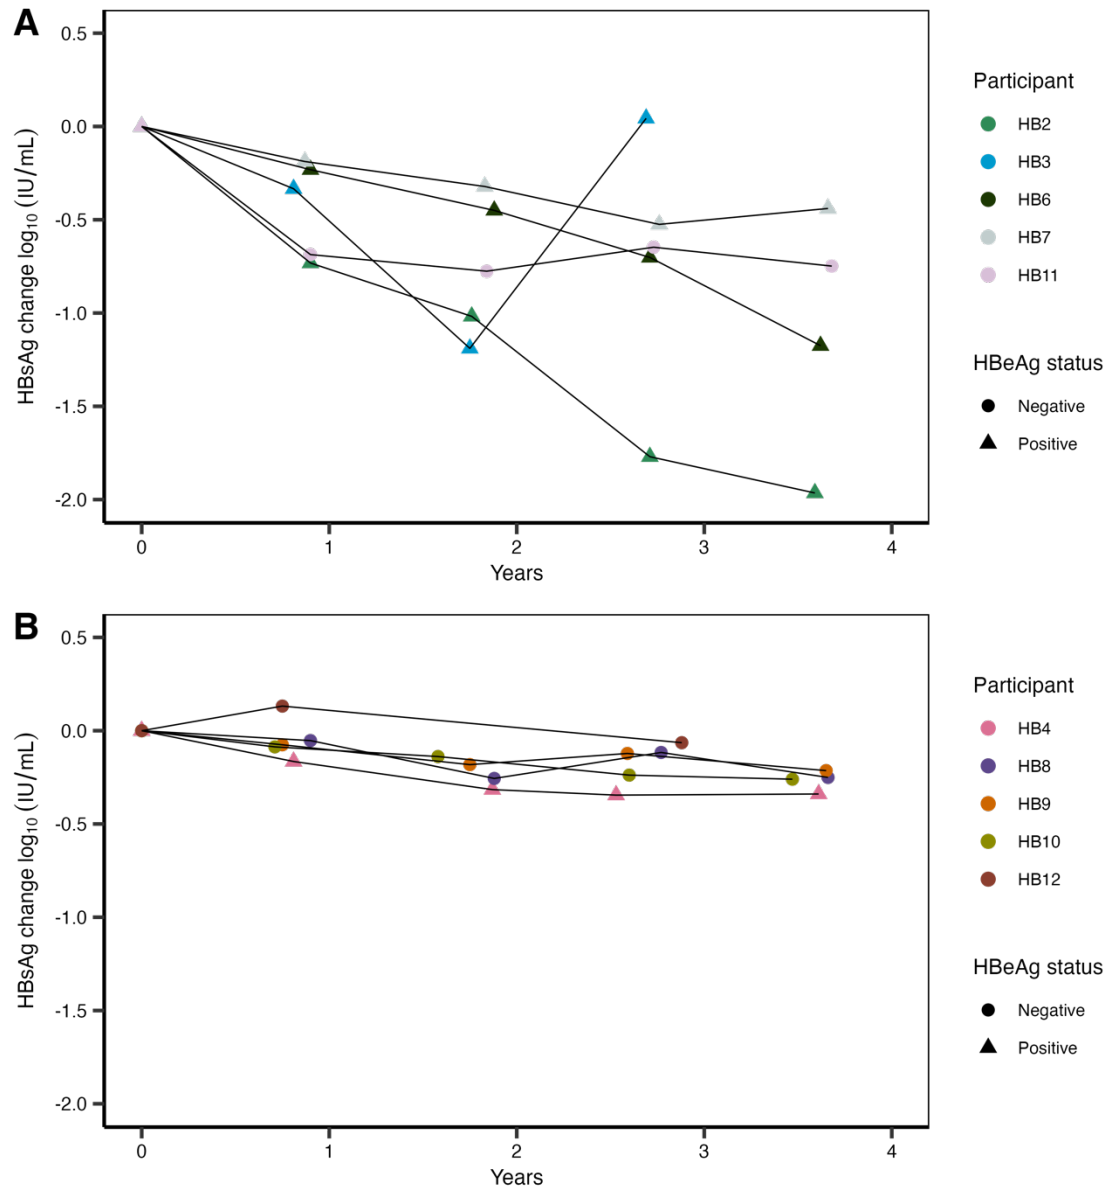 A
HBsAg change log₁₀ (IU/mL)
0.5
0.0
-0.5
-1.0
-1.5
-2.0
0 1 2 3 4
Years
Participant
HB2
HB3
HB6
HB7
HB11
HBeAg status
Negative
Positive
B
HBsAg change log₁₀ (IU/mL)
0.5
0.0
-0.5
-1.0
-1.5
-2.0
0 1 2 3 4
Years
Participant
HB4
HB8
HB9
HB10
HB12
HBeAg status
Negative
Positive